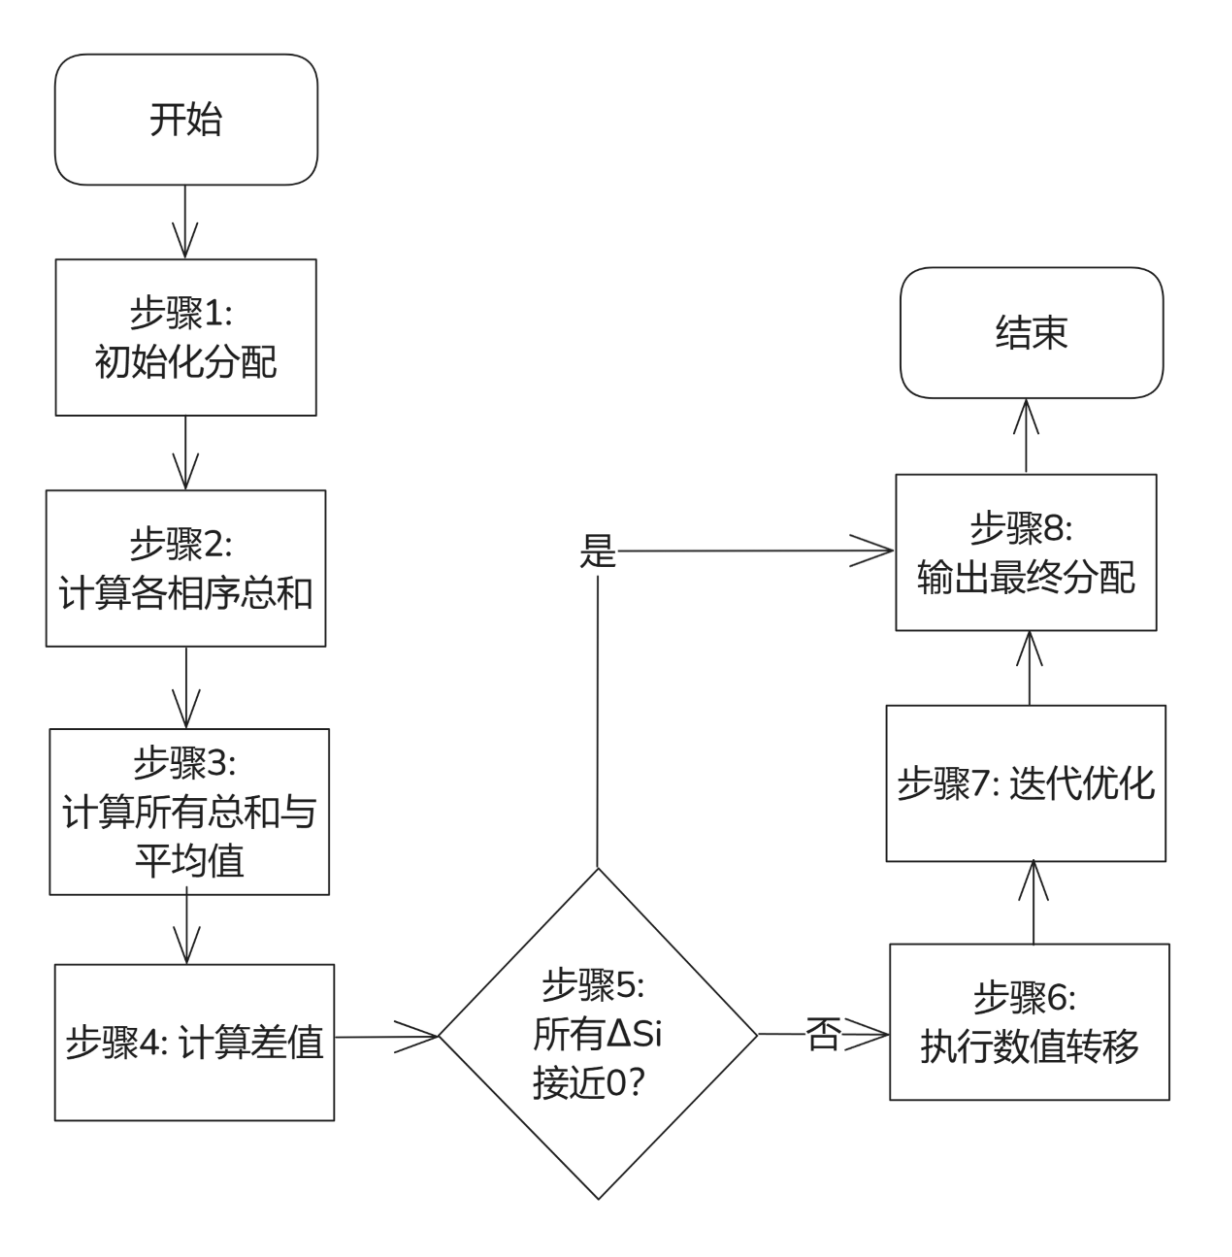 开始
步骤1:
初始化分配
步骤2:
计算各相序总和
步骤3:
计算所有总和与
平均值
步骤4: 计算差值
步骤5:
所有ΔSi
接近0?
是
否
步骤6:
执行数值转移
步骤7: 迭代优化
步骤8:
输出最终分配
结束